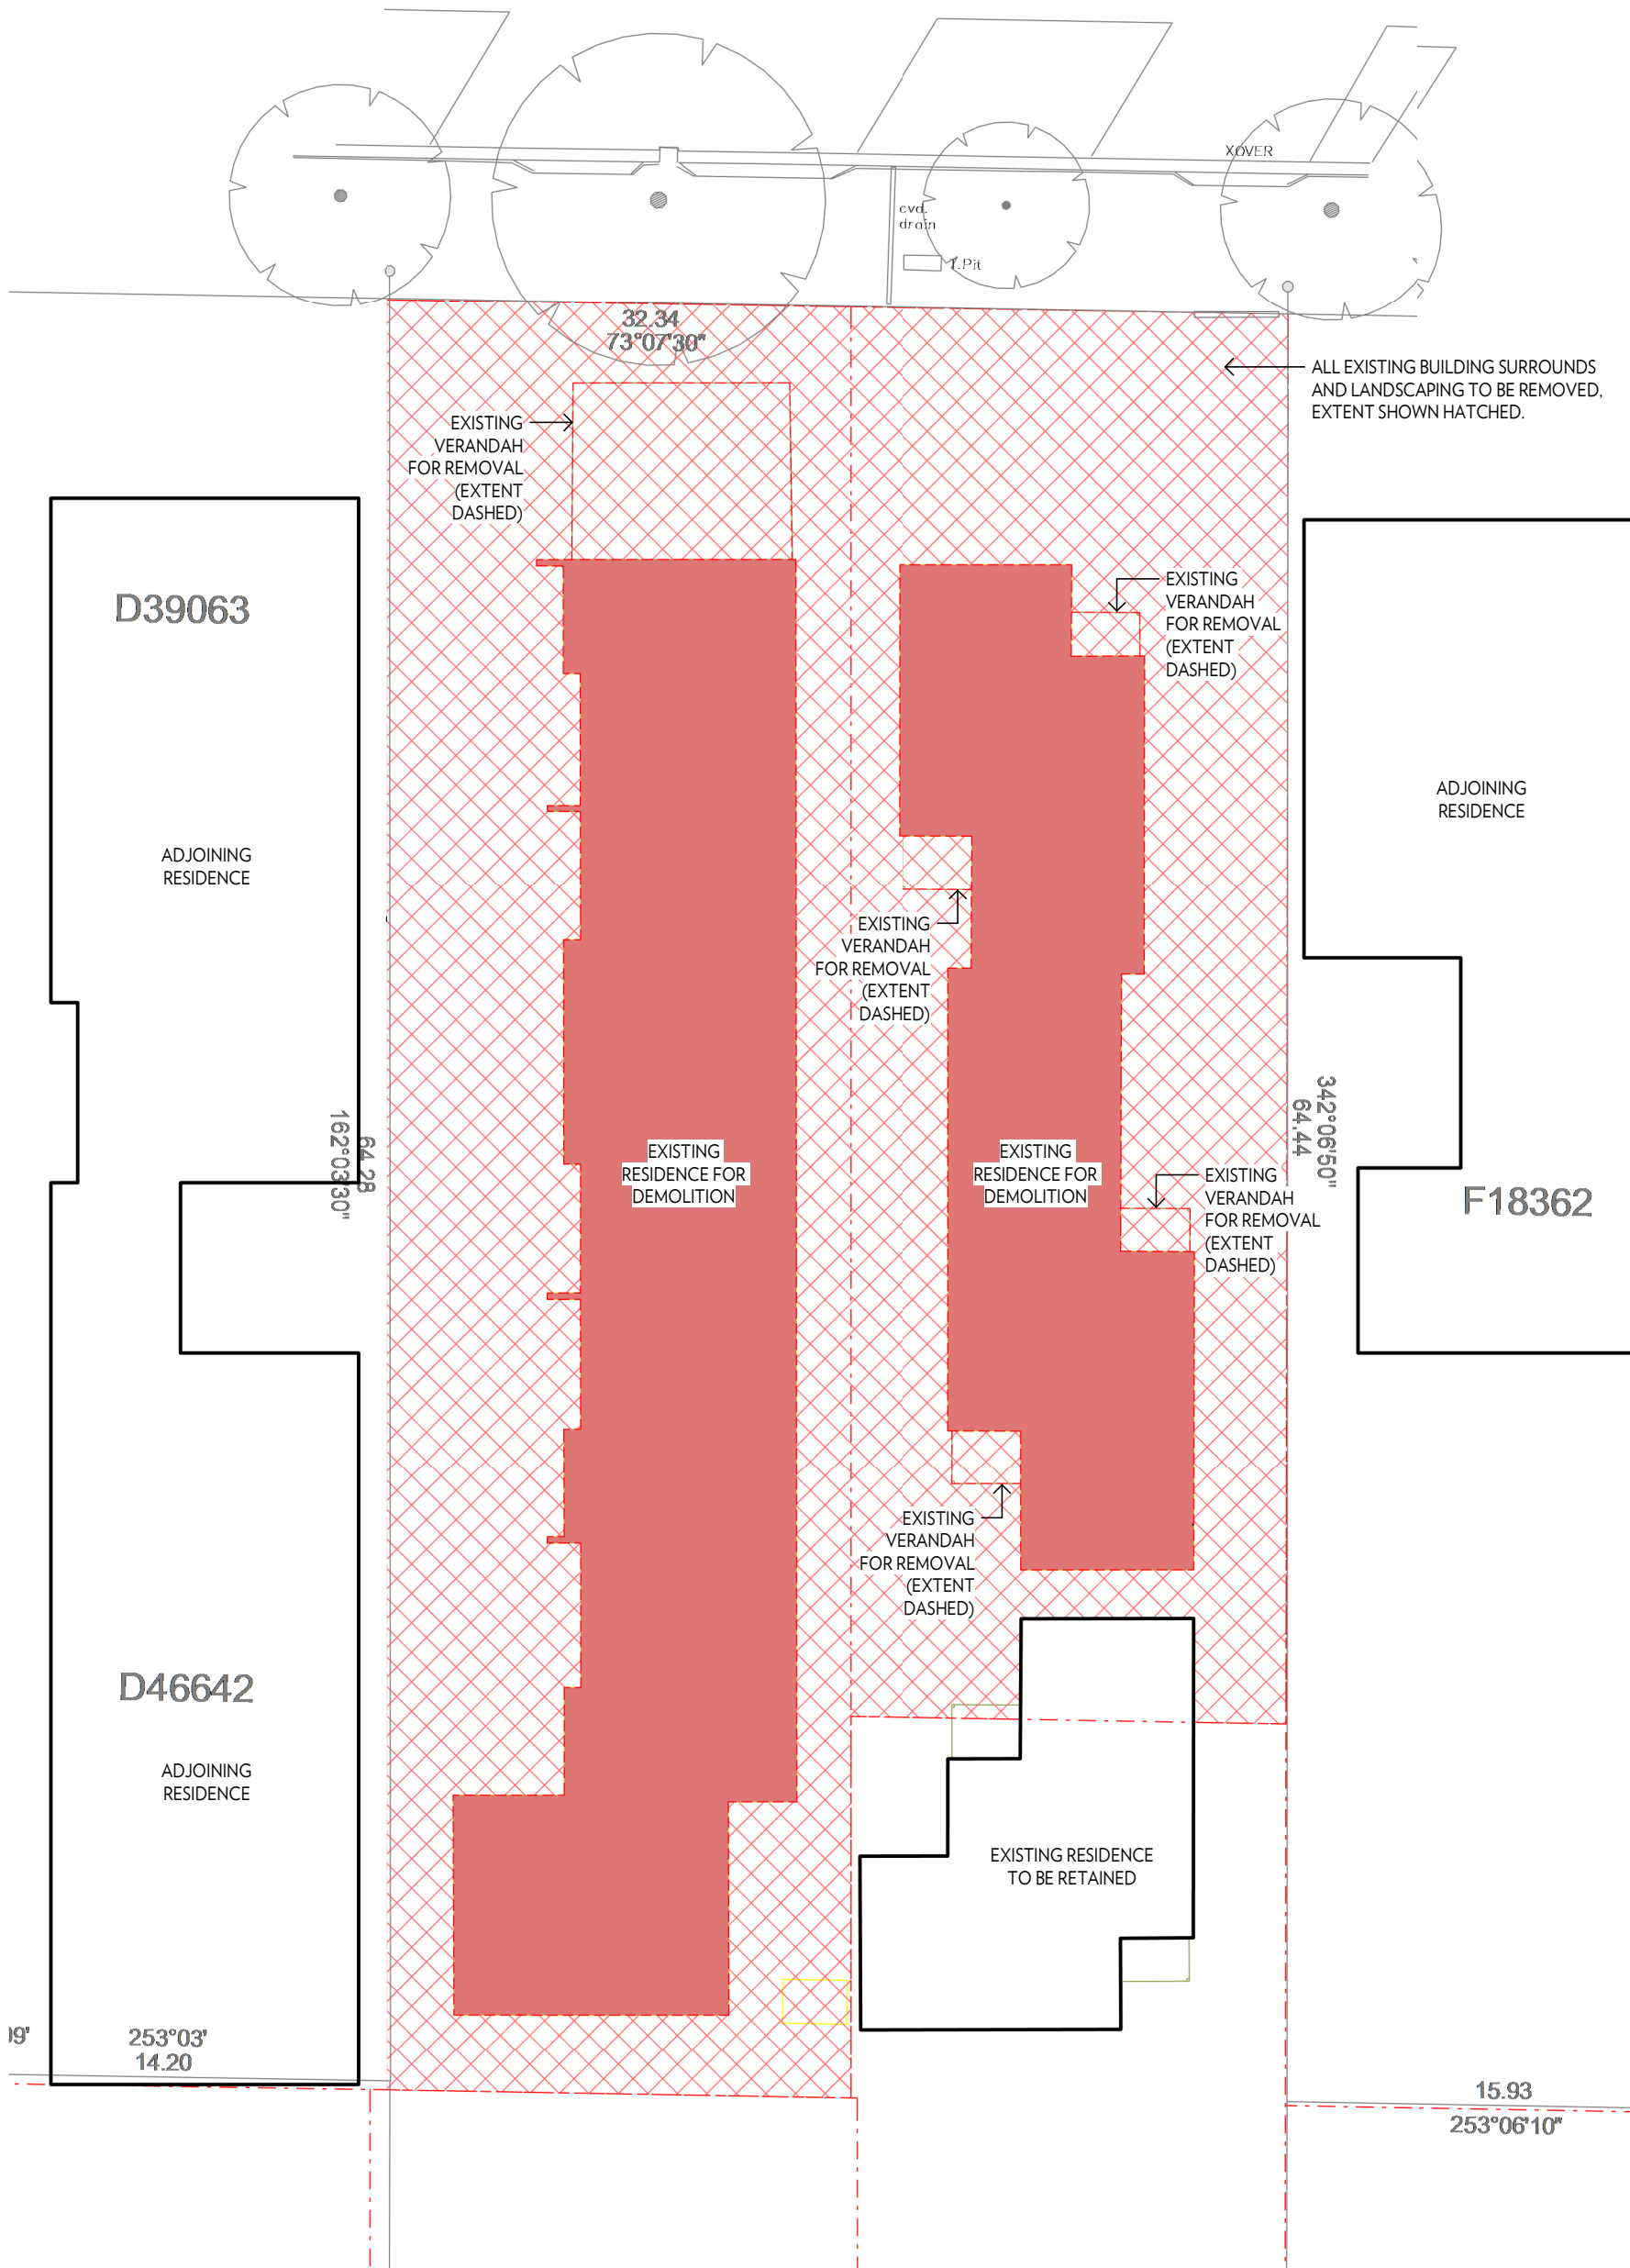 XOVER
cvd.
drain
T.Pit
32.34
73°07'30"
ALL EXISTING BUILDING SURROUNDS
AND LANDSCAPING TO BE REMOVED,
EXTENT SHOWN HATCHED.
EXISTING
VERANDAH
FOR REMOVAL
(EXTENT
DASHED)
D39063
EXISTING
VERANDAH
FOR REMOVAL
(EXTENT
DASHED)
ADJOINING
RESIDENCE
ADJOINING
RESIDENCE
EXISTING
VERANDAH
FOR REMOVAL
(EXTENT
DASHED)
64.28
162°03'30"
EXISTING
RESIDENCE FOR
DEMOLITION
EXISTING
RESIDENCE FOR
DEMOLITION
342°06'50"
64.44
EXISTING
VERANDAH
FOR REMOVAL
(EXTENT
DASHED)
F18362
EXISTING
VERANDAH
FOR REMOVAL
(EXTENT
DASHED)
D46642
ADJOINING
RESIDENCE
EXISTING RESIDENCE
TO BE RETAINED
253°03'
14.20
15.93
253°06'10"